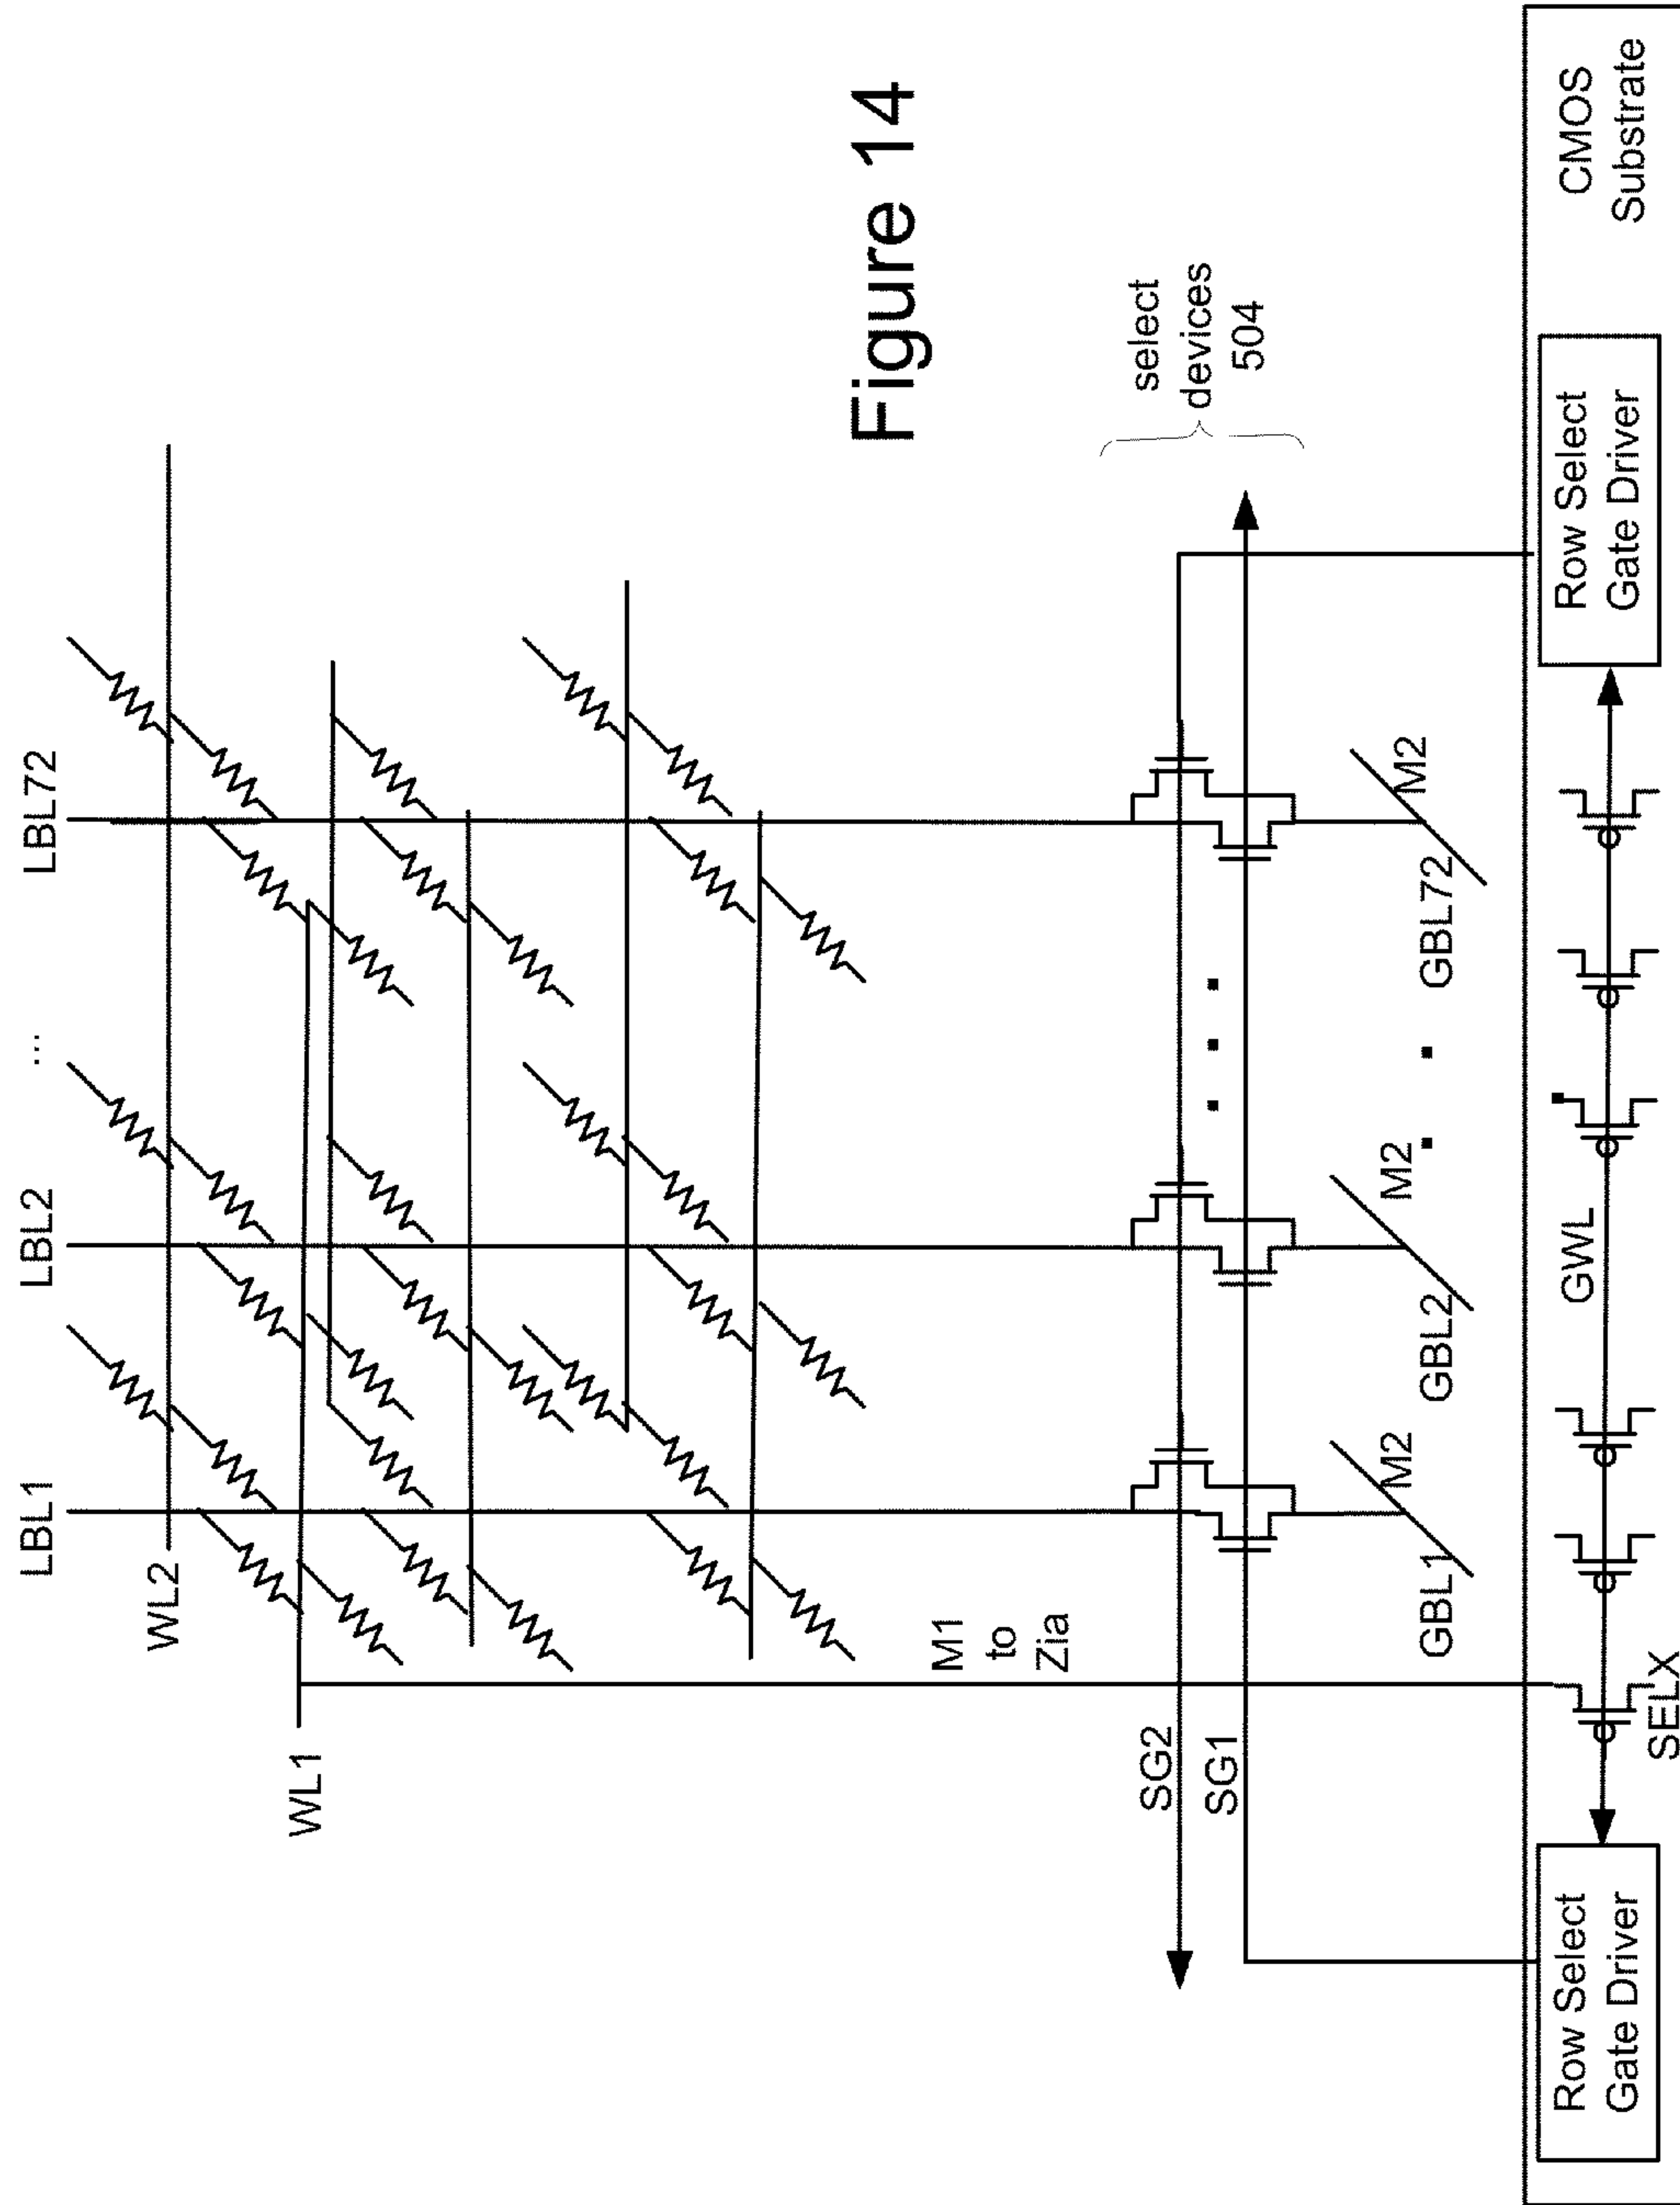 LBL1
LBL2
...
LBL72
WL2
WL1
M1
to
Zia
Figure 14
select
devices
504
SG2
SG1
M2
M2
M2
GBL1
GBL2
GBL72
GWL
CMOS
Substrate
Row Select
Gate Driver
Row Select
Gate Driver
SELX